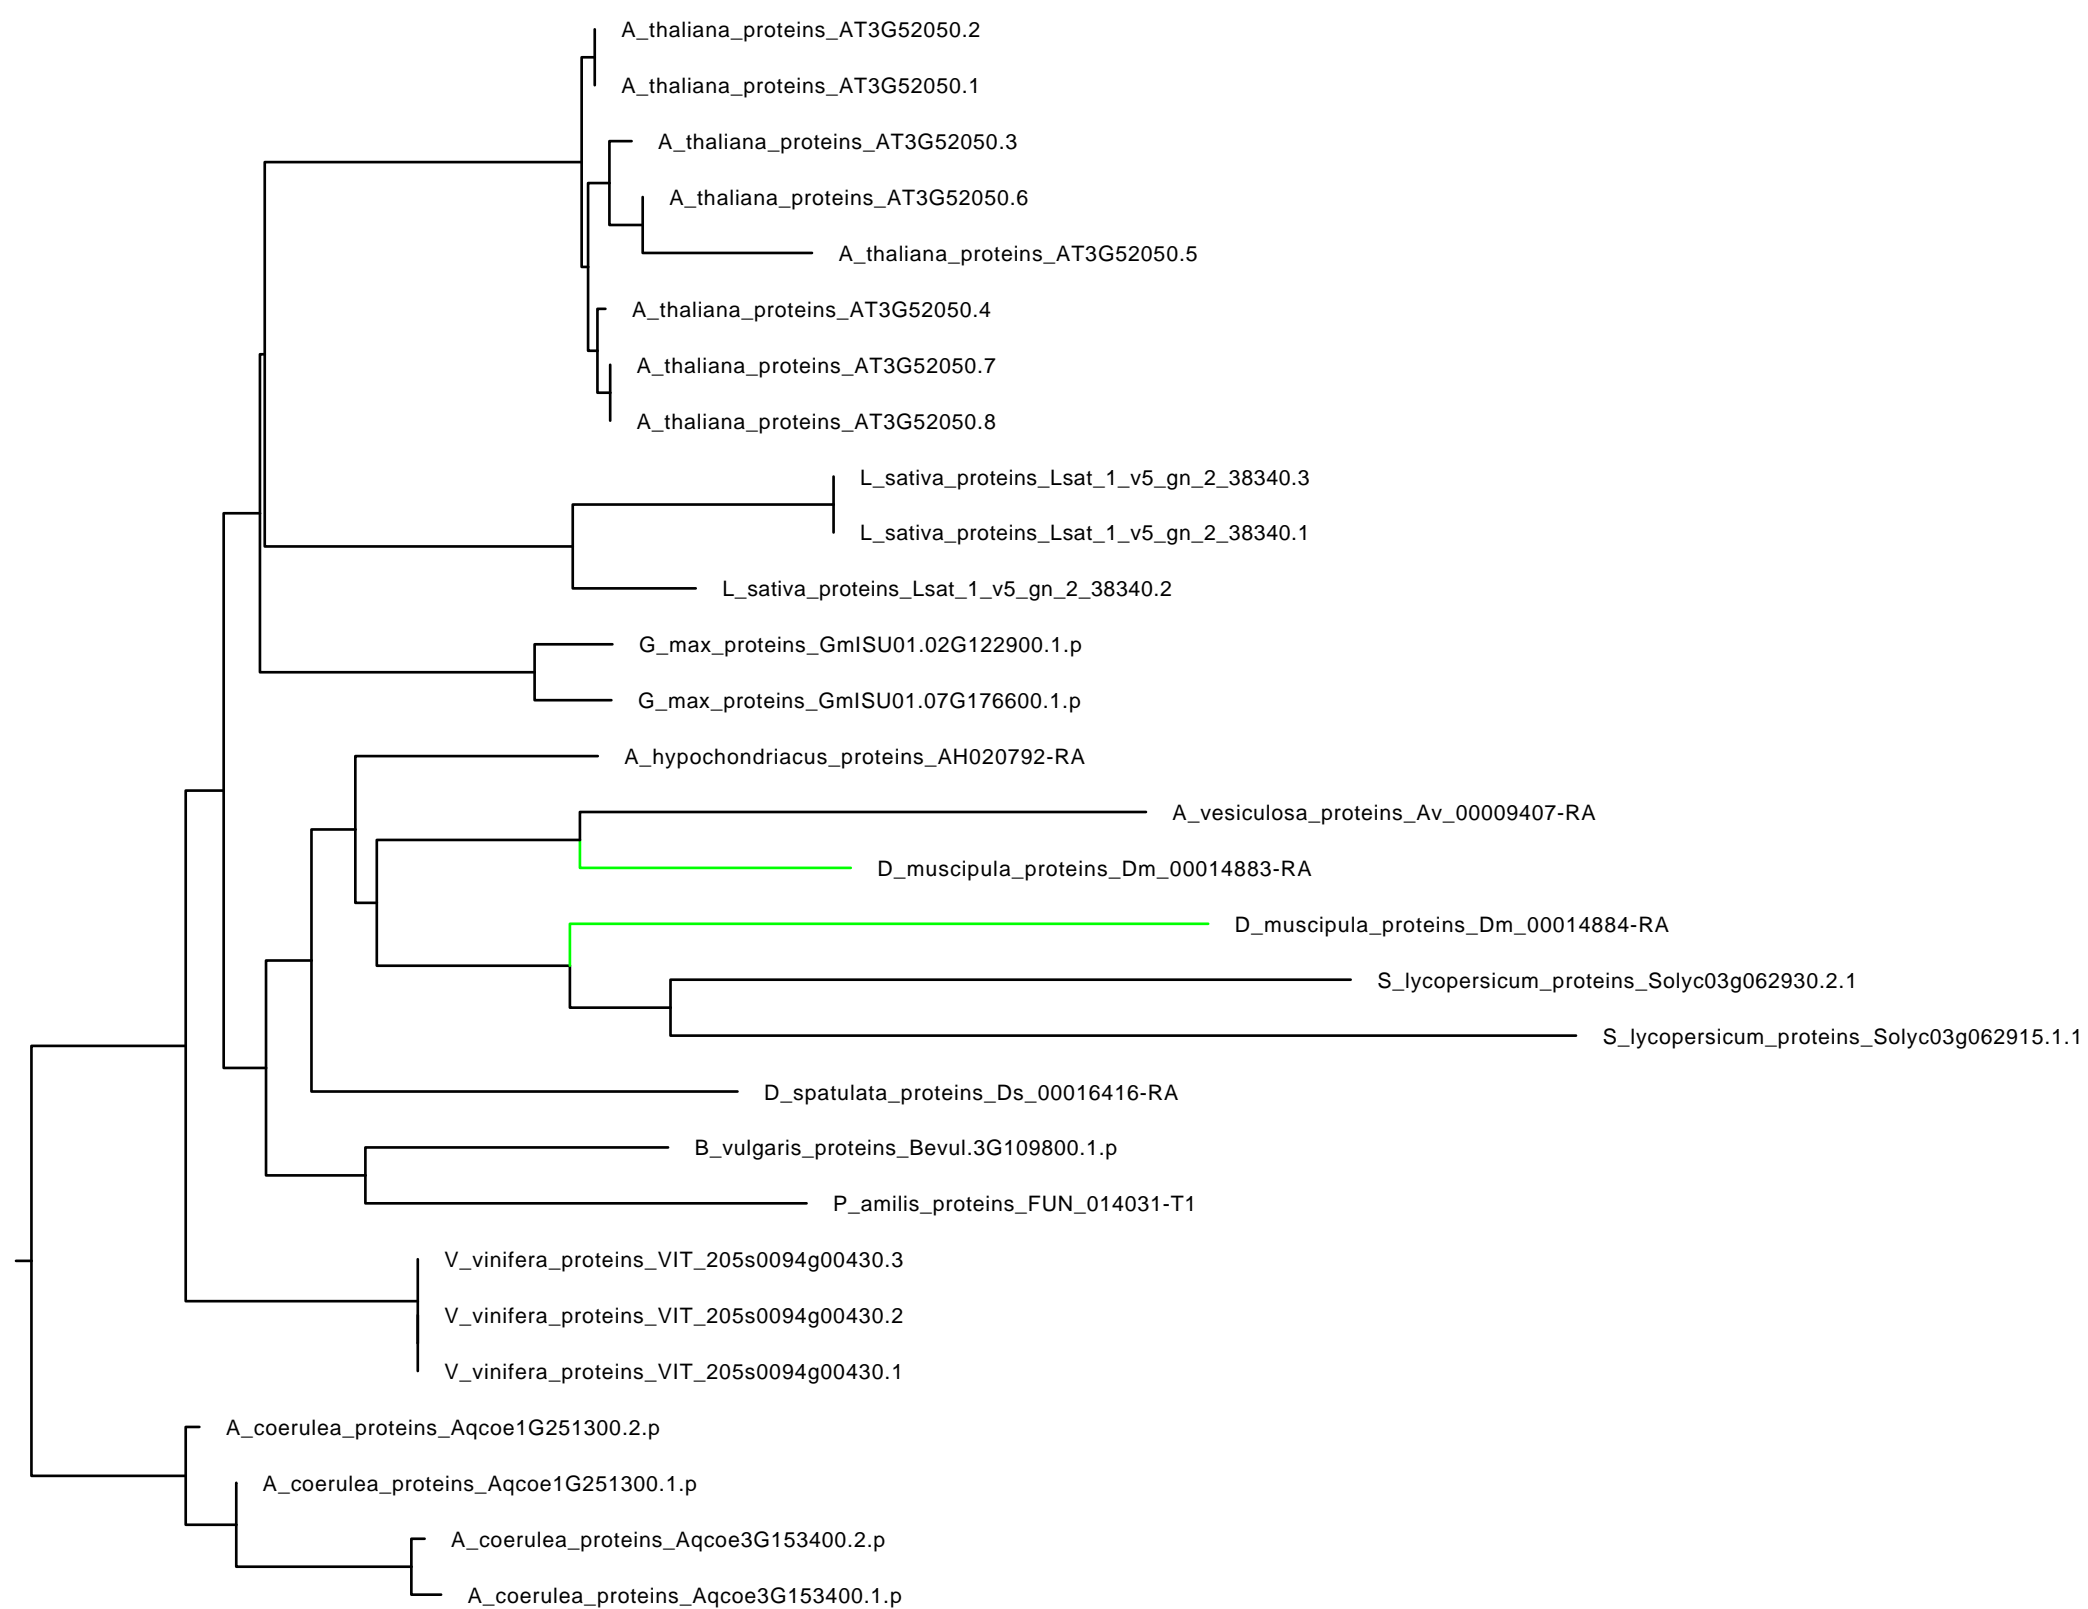 A_thaliana_proteins_AT3G52050.2
A_thaliana_proteins_AT3G52050.1
A_thaliana_proteins_AT3G52050.3
A_thaliana_proteins_AT3G52050.6
A_thaliana_proteins_AT3G52050.5
A_thaliana_proteins_AT3G52050.4
A_thaliana_proteins_AT3G52050.7
A_thaliana_proteins_AT3G52050.8
L_sativa_proteins_Lsat_1_v5_gn_2_38340.3
L_sativa_proteins_Lsat_1_v5_gn_2_38340.1
L_sativa_proteins_Lsat_1_v5_gn_2_38340.2
G_max_proteins_GmISU01.02G122900.1.p
G_max_proteins_GmISU01.07G176600.1.p
A_hypochondriacus_proteins_AH020792-RA
A_vesiculosa_proteins_Av_00009407-RA
D_muscipula_proteins_Dm_00014883-RA
D_muscipula_proteins_Dm_00014884-RA
S_lycopersicum_proteins_Solyc03g062930.2.1
S_lycopersicum_proteins_Solyc03g062915.1.1
D_spatulata_proteins_Ds_00016416-RA
B_vulgaris_proteins_Bevul.3G109800.1.p
P_amilis_proteins_FUN_014031-T1
V_vinifera_proteins_VIT_205s0094g00430.3
V_vinifera_proteins_VIT_205s0094g00430.2
V_vinifera_proteins_VIT_205s0094g00430.1
A_coerulea_proteins_Aqcoe1G251300.2.p
A_coerulea_proteins_Aqcoe1G251300.1.p
A_coerulea_proteins_Aqcoe3G153400.2.p
A_coerulea_proteins_Aqcoe3G153400.1.p